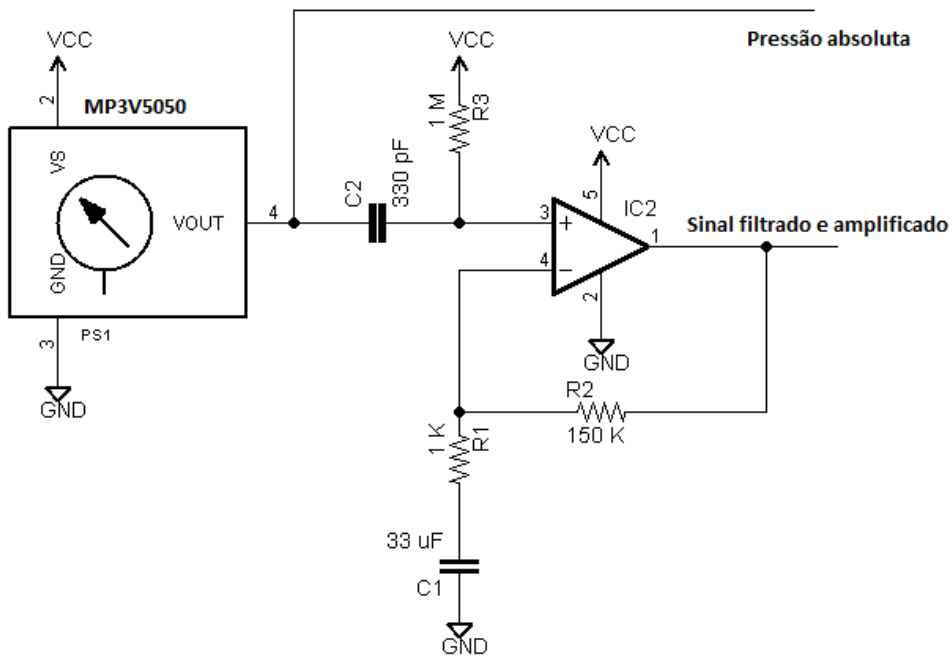 Pressão absoluta
VCC
VCC
2
MP3V5050
1 M
R3
VS
GND
VOUT
4
C2
330 pF
VCC
5
IC2
3
+
4
−
1
Sinal filtrado e amplificado
2
GND
3
PS1
GND
R2
150 K
1 K
R1
33 uF
C1
GND